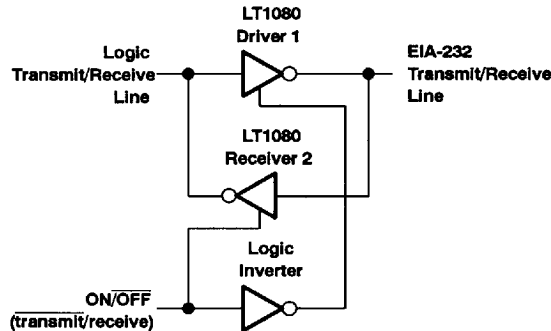 LT1080
Driver 1
Logic
Transmit/Receive
Line
EIA-232
Transmit/Receive
Line
LT1080
Receiver 2
Logic
Inverter
ON/OFF
(transmit/receive)